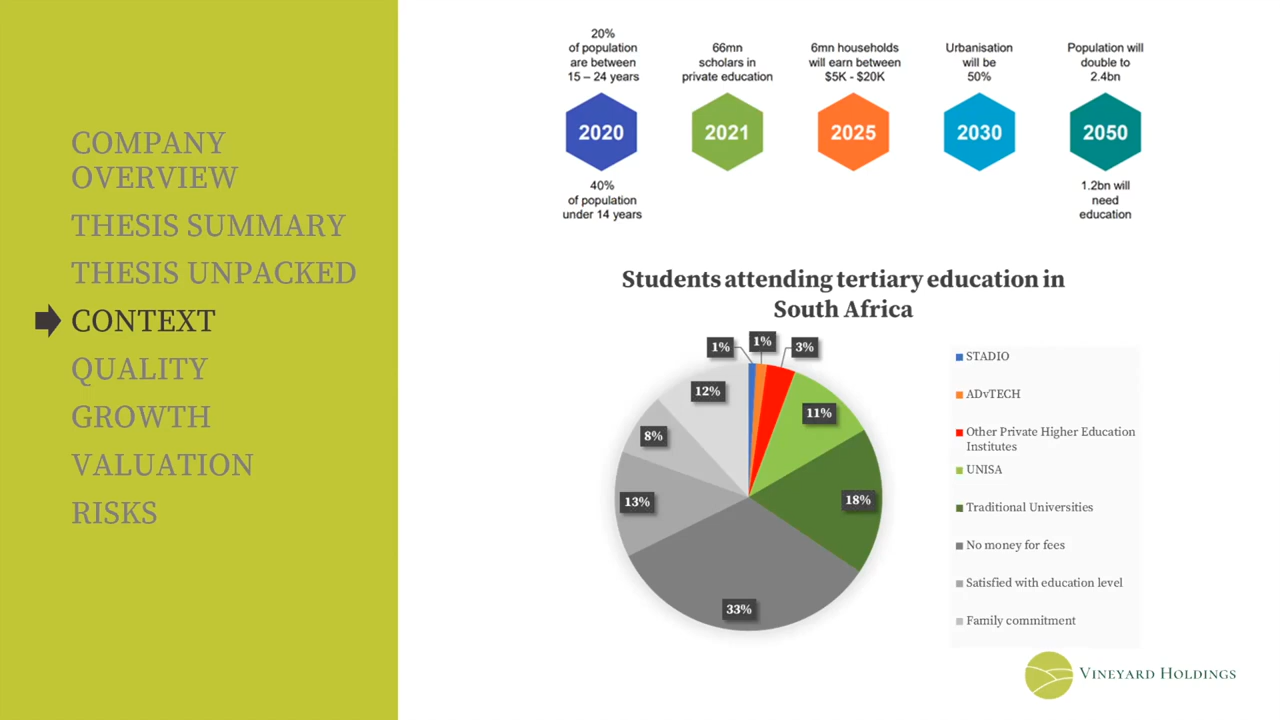 COMPANY
OVERVIEW
THESIS SUMMARY
THESIS UNPACKED
CONTEXT
QUALITY
GROWTH
VALUATION
RISKS
20%
of population
are between
15 – 24 years
2020
40%
of population
under 14 years
66mn
scholars in
private education
2021
6mn households
will earn between
$5K - $20K
2025
Urbanisation
will be
50%
2030
Population will
double to
2.4bn
2050
1.2bn will
need
education
Students attending tertiary education in
South Africa
1%
1%
3%
11%
18%
33%
13%
8%
12%
STADIO
ADvTECH
Other Private Higher Education
Institutes
UNISA
Traditional Universities
No money for fees
Satisfied with education level
Family commitment
VINEYARD HOLDINGS